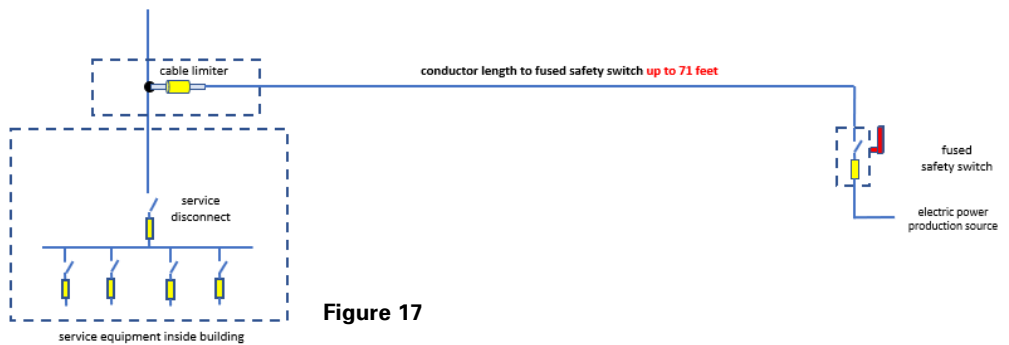 cable limiter
conductor length to fused safety switch up to 71 feet
fused
safety switch
service
disconnect
electric power
production source
Figure 17
service equipment inside building